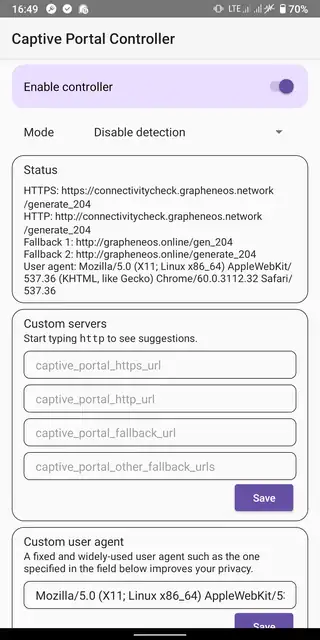 16:49
LTE
70%
Captive Portal Controller
Enable controller
Mode Disable detection
Status
HTTPS: https://connectivitycheck.grapheneos.network
/generate_204
HTTP: http://connectivitycheck.grapheneos.network
/generate_204
Fallback 1: http://grapheneos.online/gen_204
Fallback 2: http://grapheneos.online/generate_204
User agent: Mozilla/5.0 (X11; Linux x86_64) AppleWebKit/
537.36 (KHTML, like Gecko) Chrome/60.0.3112.32 Safari/
537.36
Custom servers
Start typing http to see suggestions.
captive_portal_https_url
captive_portal_http_url
captive_portal_fallback_url
captive_portal_other_fallback_urls
Save
Custom user agent
A fixed and widely-used user agent such as the one
specified in the field below improves your privacy.
Mozilla/5.0 (X11; Linux x86_64) AppleWebKit/5
Save